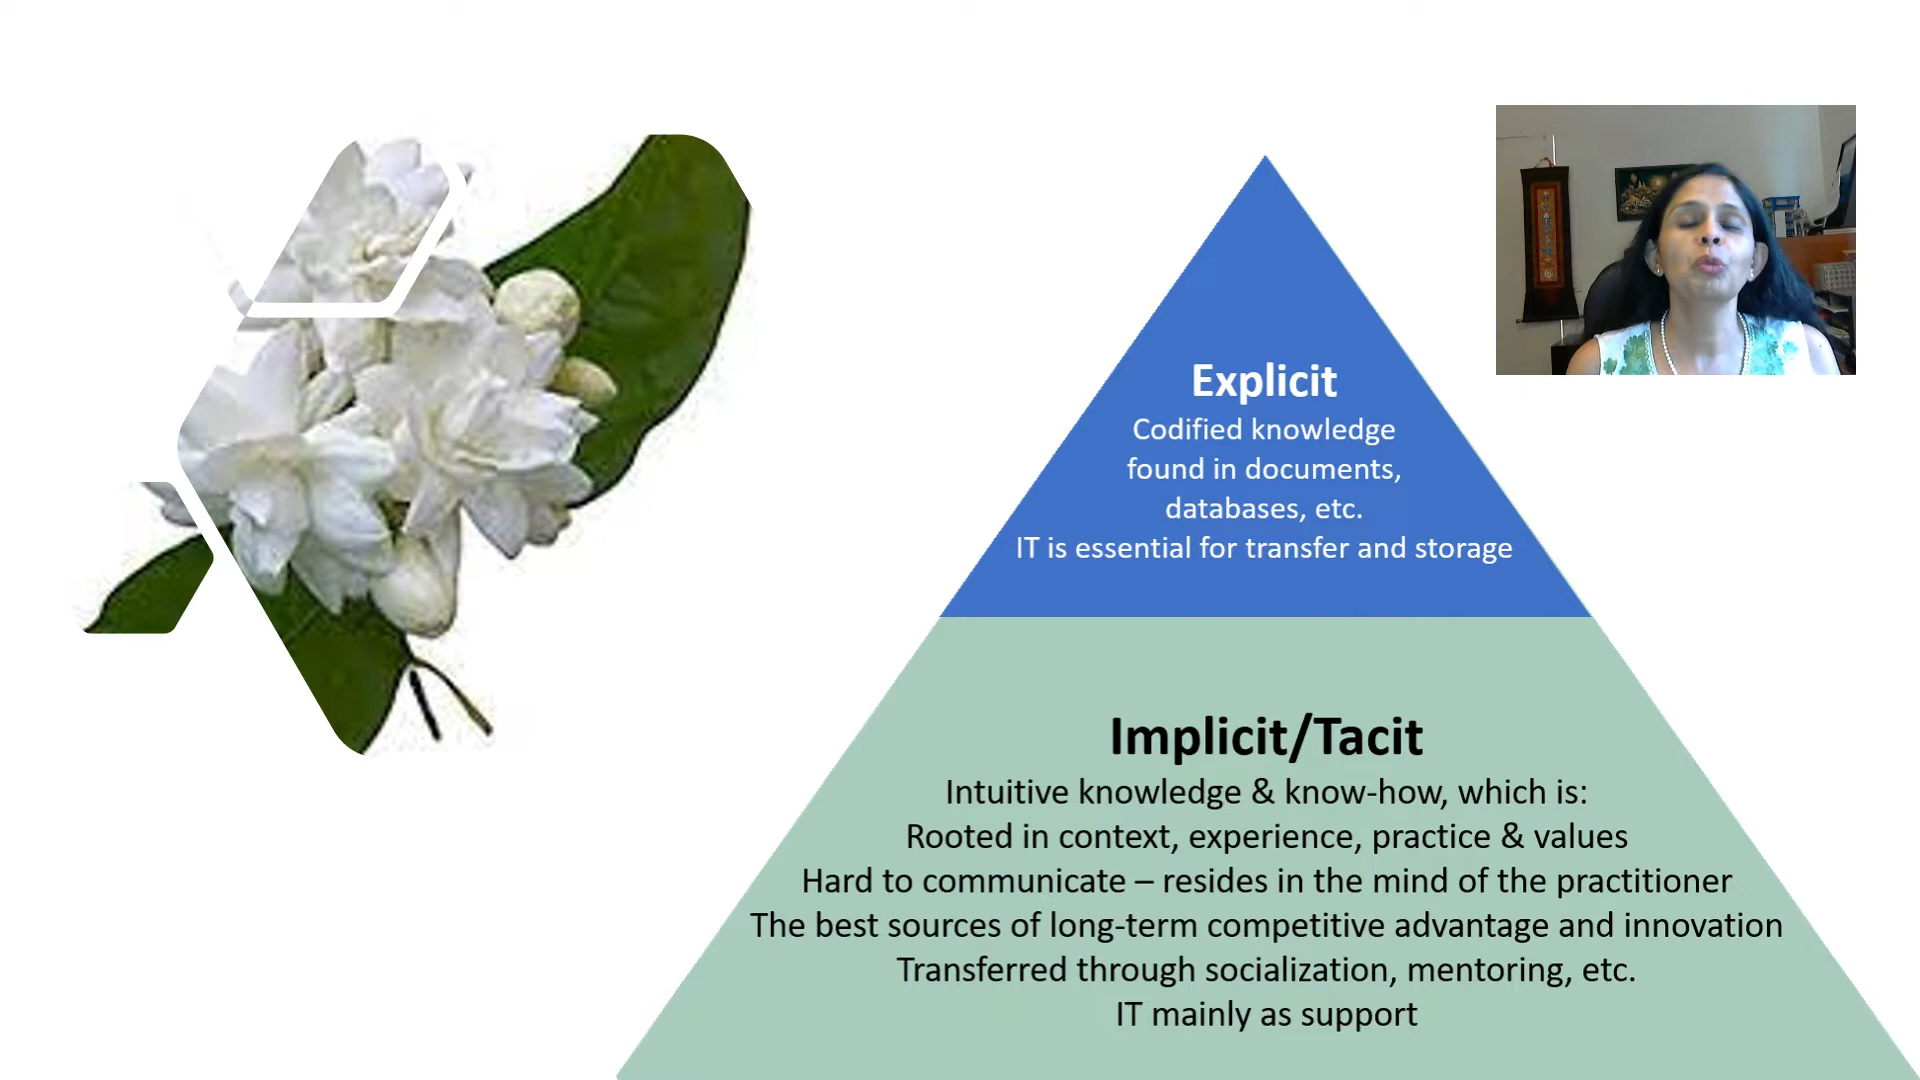 Explicit
Codified knowledge
found in documents,
databases, etc.
IT is essential for transfer and storage
Implicit/Tacit
Intuitive knowledge & know-how, which is:
Rooted in context, experience, practice & values
Hard to communicate – resides in the mind of the practitioner
The best sources of long-term competitive advantage and innovation
Transferred through socialization, mentoring, etc.
IT mainly as support